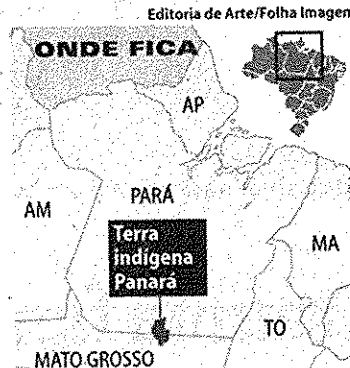 Editoria de Arte/Folha Imagem
ONDE FICA
AP
AM
PARÁ
MA
Terra
indígena
Panará
TO
MATO GROSSO